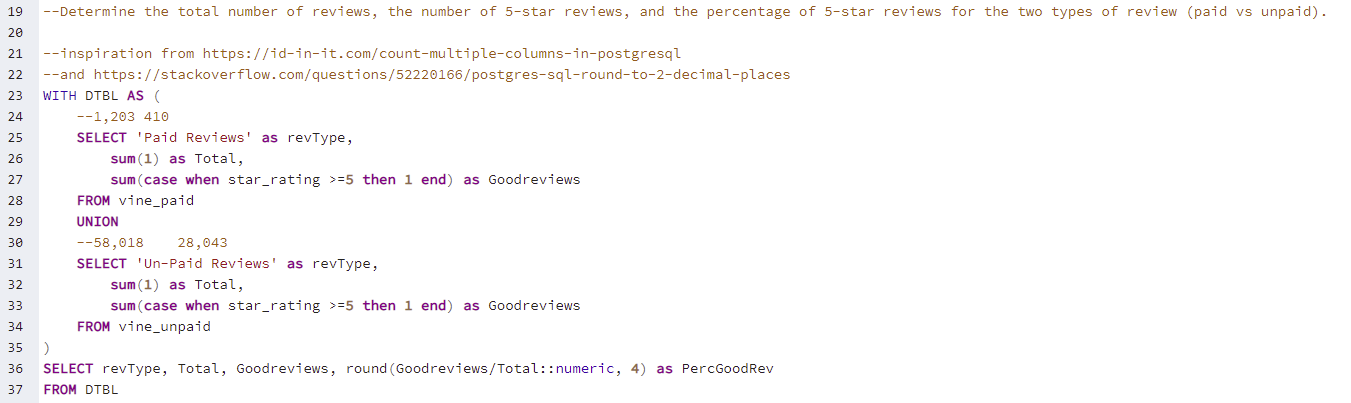 19 --Determine the total number of reviews, the number of 5-star reviews, and the percentage of 5-star reviews for the two types of review (paid vs unpaid).
20
21 --inspiration from https://id-in-it.com/count-multiple-columns-in-postgresql
22 --and https://stackoverflow.com/questions/52220166/postgres-sql-round-to-2-decimal-places
23 WITH DTBL AS (
24     --1,203 410
25     SELECT 'Paid Reviews' as revType,
26         sum(1) as Total,
27         sum(case when star_rating >=5 then 1 end) as Goodreviews
28     FROM vine_paid
29     UNION
30     --58,018    28,043
31     SELECT 'Un-Paid Reviews' as revType,
32         sum(1) as Total,
33         sum(case when star_rating >=5 then 1 end) as Goodreviews
34     FROM vine_unpaid
35 )
36 SELECT revType, Total, Goodreviews, round(Goodreviews/Total::numeric, 4) as PercGoodRev
37 FROM DTBL